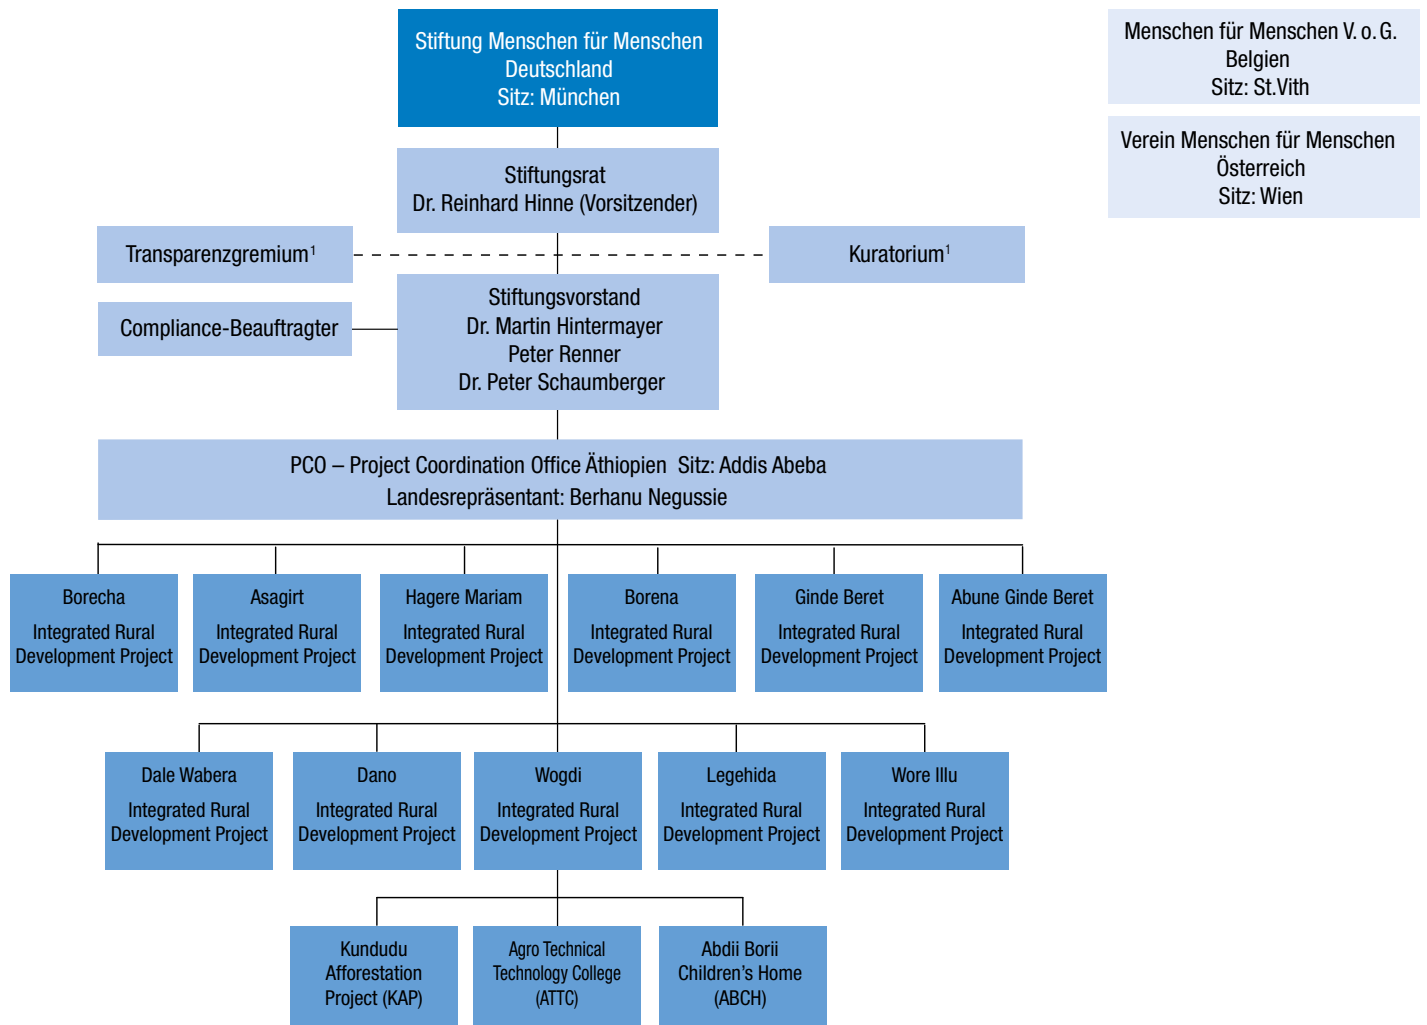 Stiftung Menschen für Menschen
Deutschland
Sitz: München
Menschen für Menschen V. o. G.
Belgien
Sitz: St.Vith
Verein Menschen für Menschen
Österreich
Sitz: Wien
Stiftungsrat
Dr. Reinhard Hinne (Vorsitzender)
Transparenzgremium¹
Kuratorium¹
Compliance-Beauftragter
Stiftungsvorstand
Dr. Martin Hintermayer
Peter Renner
Dr. Peter Schaumberger
PCO – Project Coordination Office Äthiopien Sitz: Addis Abeba
Landesrepräsentant: Berhanu Negussie
Borecha
Integrated Rural
Development Project
Asagirt
Integrated Rural
Development Project
Hagere Mariam
Integrated Rural
Development Project
Borena
Integrated Rural
Development Project
Ginde Beret
Integrated Rural
Development Project
Abune Ginde Beret
Integrated Rural
Development Project
Dale Wabera
Integrated Rural
Development Project
Dano
Integrated Rural
Development Project
Wogdi
Integrated Rural
Development Project
Legehida
Integrated Rural
Development Project
Wore Illu
Integrated Rural
Development Project
Kundudu
Afforestation
Project (KAP)
Agro Technical
Technology College
(ATTC)
Abdii Borii
Children’s Home
(ABCH)